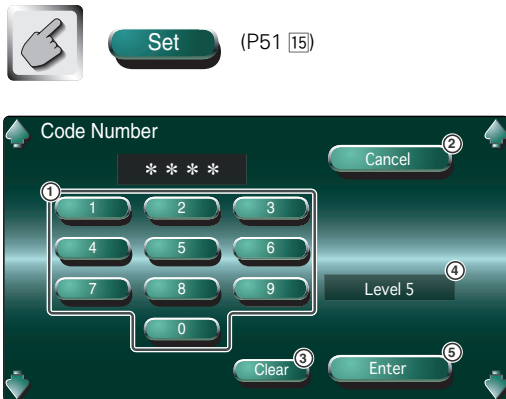 Set (P51 15)
Code Number
②
Cancel
* * * *
①
1 2 3
4 5 6
④
7 8 9
Level 5
0
③ ⑤
Clear Enter